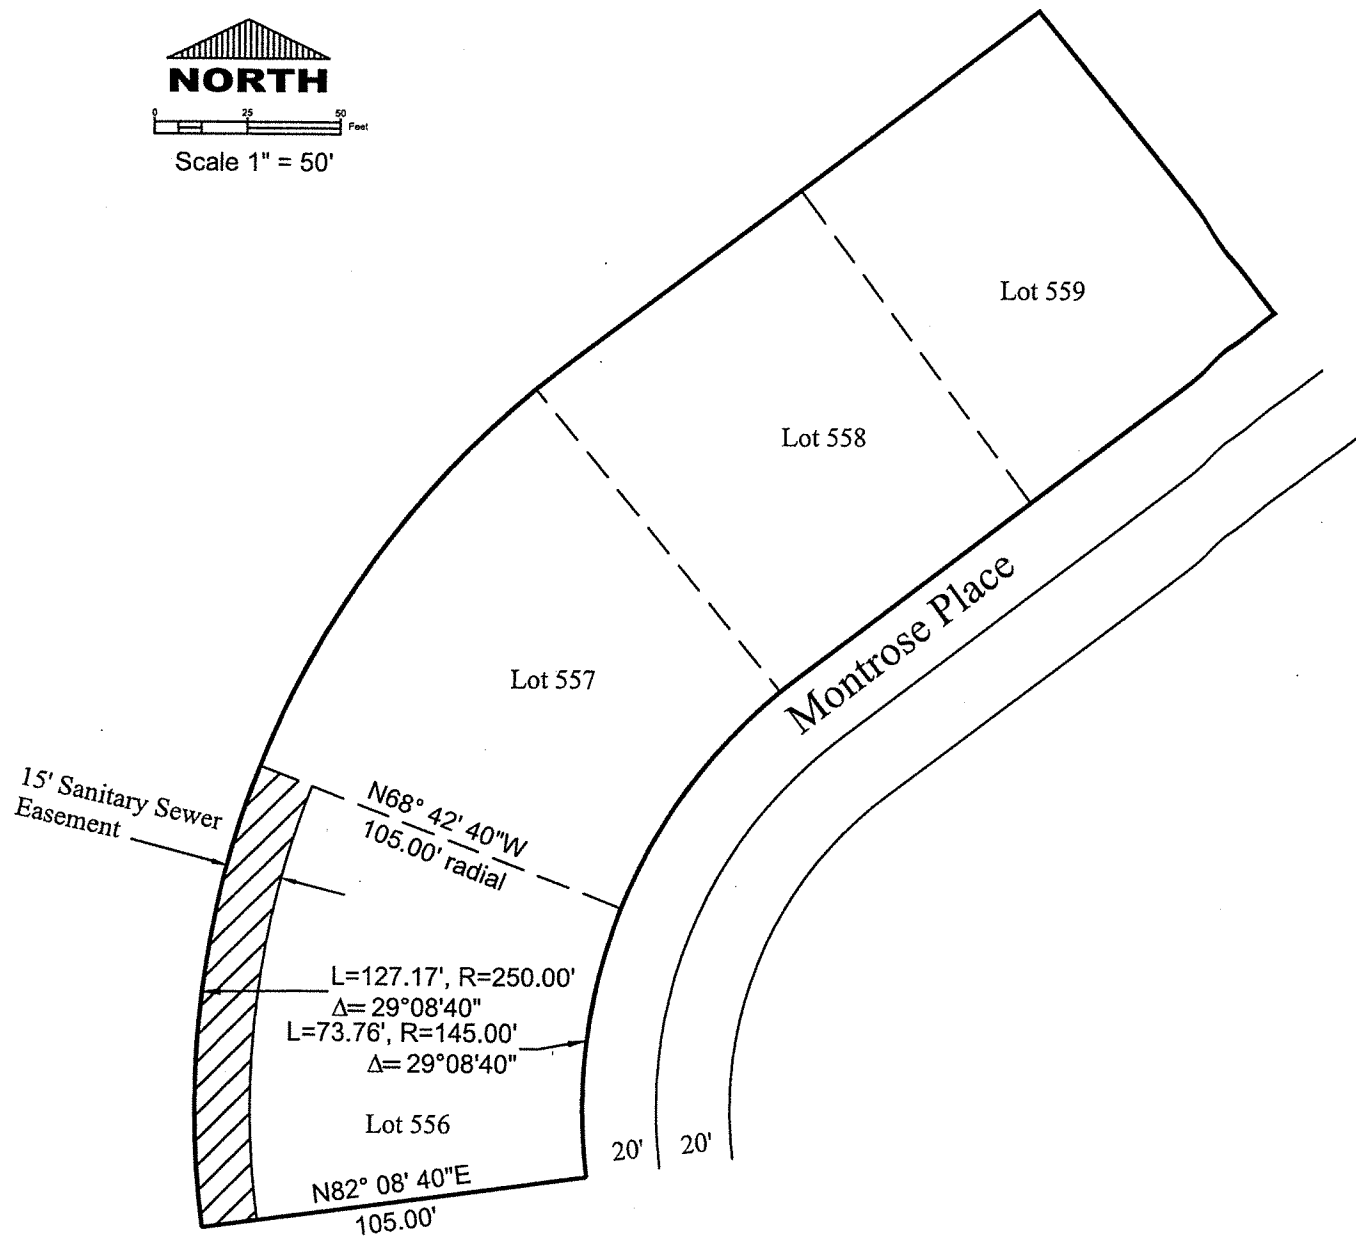 NORTH
0 25 50
Feet
Scale 1" = 50'
Lot 559
Lot 558
Montrose Place
Lot 557
15' Sanitary Sewer
Easement
N68° 42' 40"W
105.00' radial
L=127.17', R=250.00'
Δ= 29°08'40"
L=73.76', R=145.00'
Δ= 29°08'40"
Lot 556
20' 20'
N82° 08' 40"E
105.00'